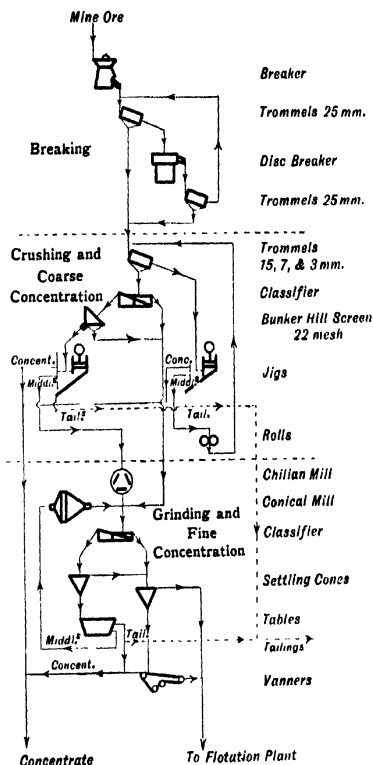 Mine Ore
Breaker
Trommels 25 mm.
Breaking
Disc Breaker
Trommels 25 mm.
Crushing and
Coarse
Concentration
Trommels
15, 7, & 3 mm.
Classifier
Bunker Hill Screen
22 mesh
Concent.
Middl.s
Conc.
Middl.s
Jigs
Tail.s
Tail.
Rolls
Chilian Mill
Conical Mill
Grinding and
Fine
Concentration
Classifier
Settling Cones
Tables
Middl.s
Tail.
Tailings
Concent.
Vanners
Concentrate
To Flotution Plant